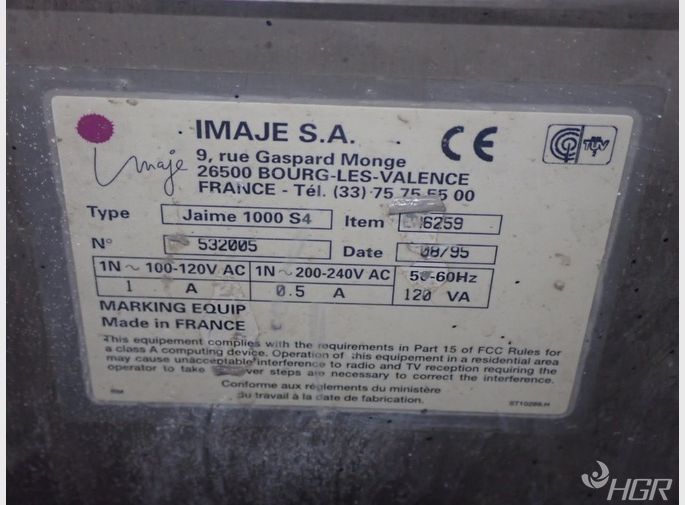 IMAJE S.A.
CE
TÜV
imaje
9, rue Gaspard Monge
26500 BOURG-LES-VALENCE
FRANCE - Tél. (33) 75 75 55 00
Type Jaime 1000 S4 Item 6259
N° 532005 Date 08/95
1N ~ 100-120V AC 1N ~ 200-240V AC 50-60Hz
1 A 0.5 A 120 VA
MARKING EQUIP
Made in FRANCE
This equipment complies with the requirements in Part 15 of FCC Rules for
a class A computing device. Operation of this equipment in a residential area
may cause unacceptable interference to radio and TV reception requiring the
operator to take steps are necessary to correct the interference.
Conforme aux règlements du ministère
du travail à la date de fabrication.
HGR